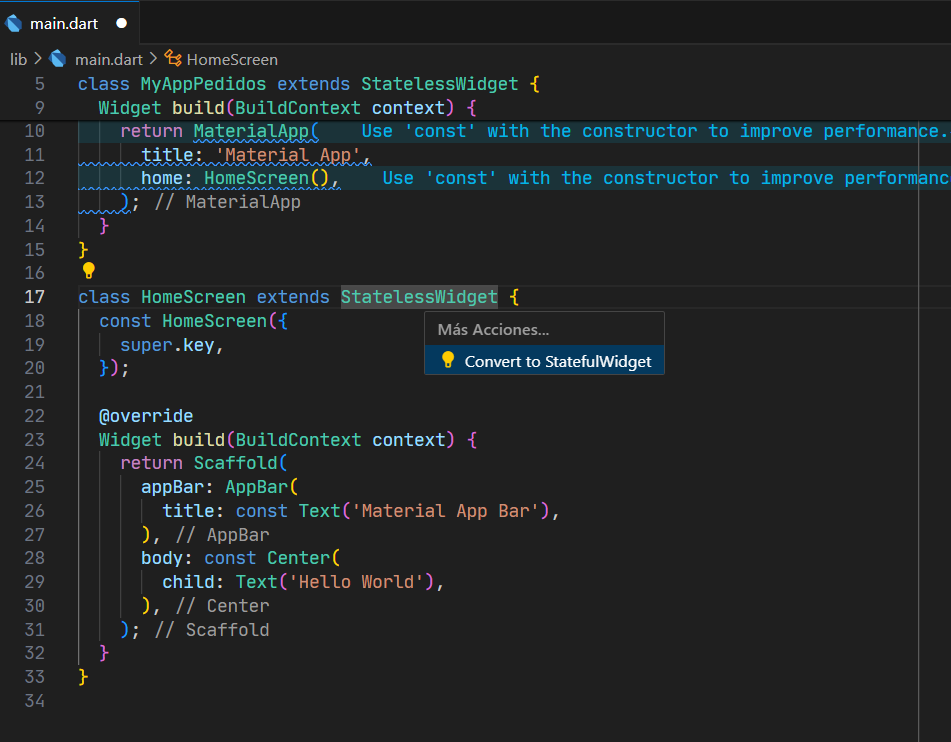 main.dart
lib > main.dart > HomeScreen
5 class MyAppPedidos extends StatelessWidget {
9 Widget build(BuildContext context) {
10 return MaterialApp( Use 'const' with the constructor to improve performance.
11 title: 'Material App',
12 home: HomeScreen(), Use 'const' with the constructor to improve performanc
13 ); // MaterialApp
14 }
15 }
16
17 class HomeScreen extends StatelessWidget {
18 const HomeScreen({
Más Acciones...
19 super.key,
Convert to StatefulWidget
20 });
21
22 @override
23 Widget build(BuildContext context) {
24 return Scaffold(
25 appBar: AppBar(
26 title: const Text('Material App Bar'),
27 ), // AppBar
28 body: const Center(
29 child: Text('Hello World'),
30 ), // Center
31 ); // Scaffold
32 }
33 }
34